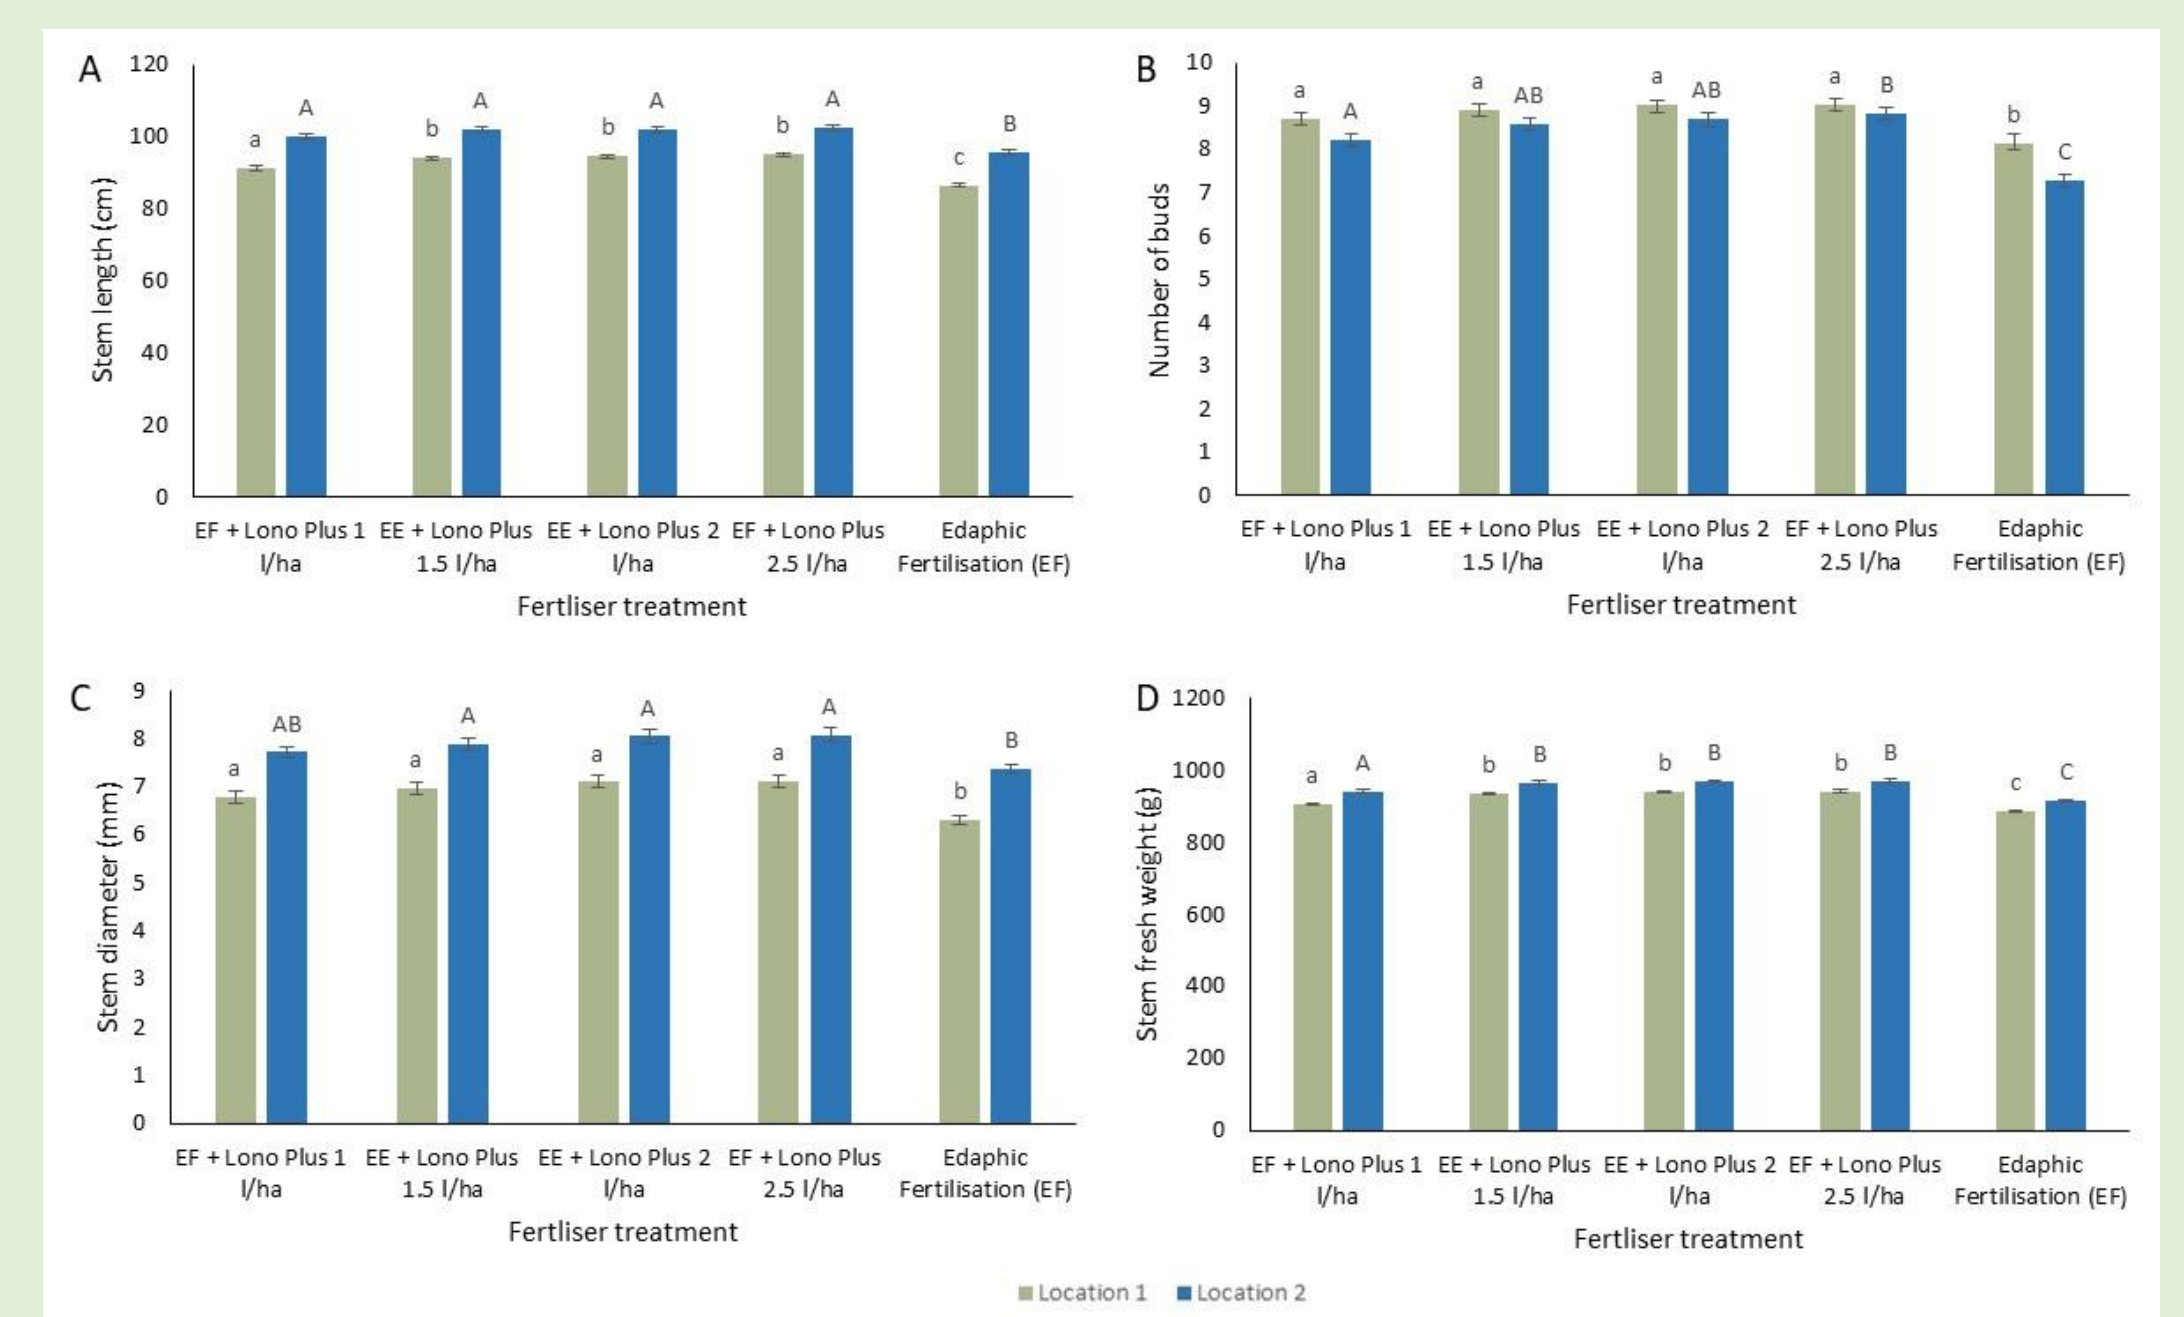 A
120
100
80
60
40
20
0
Stem length (cm)
a A b A b A b A c B
EF + Lono Plus 1 l/ha
EE + Lono Plus 1.5 l/ha
EE + Lono Plus 2 l/ha
EF + Lono Plus 2.5 l/ha
Edaphic Fertilisation (EF)
Fertliser treatment
B
10
9
8
7
6
5
4
3
2
1
0
Number of buds
a A a AB a AB a B b C
EF + Lono Plus 1 l/ha
EE + Lono Plus 1.5 l/ha
EE + Lono Plus 2 l/ha
EF + Lono Plus 2.5 l/ha
Edaphic Fertilisation (EF)
Fertliser treatment
C
9
8
7
6
5
4
3
2
1
0
Stem diameter (mm)
a AB a A a A a A b B
EF + Lono Plus 1 l/ha
EE + Lono Plus 1.5 l/ha
EE + Lono Plus 2 l/ha
EF + Lono Plus 2.5 l/ha
Edaphic Fertilisation (EF)
Fertliser treatment
D
1200
1000
800
600
400
200
0
Stem fresh weight (g)
a A b B b B b B c C
EF + Lono Plus 1 l/ha
EE + Lono Plus 1.5 l/ha
EE + Lono Plus 2 l/ha
EF + Lono Plus 2.5 l/ha
Edaphic Fertilisation (EF)
Fertliser treatment
Location 1 Location 2